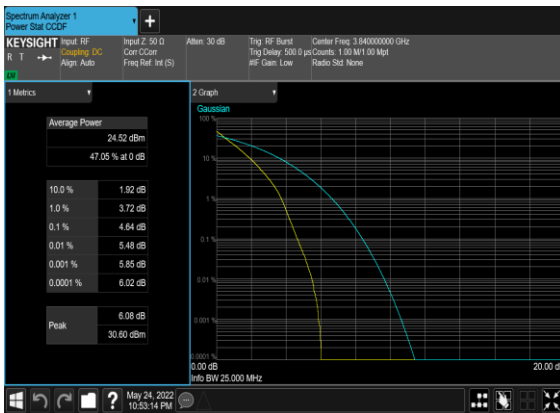 Spectrum Analyzer 1
Power Stat CCDF
KEYSIGHT
R T
LV
Input: RF
Coupling: DC
Align: Auto
Input Z: 50 Ω
Corr CCorr
Freq Ref: Int (S)
Atten: 30 dB
Trig: RF Burst
Trig Delay: 500.0 µs
#IF Gain: Low
Center Freq: 3.840000000 GHz
Counts: 1.00 M/1.00 Mpt
Radio Std: None
1 Metrics
Average Power
24.52 dBm
47.05 % at 0 dB
10.0 % 1.92 dB
1.0 % 3.72 dB
0.1 % 4.64 dB
0.01 % 5.48 dB
0.001 % 5.85 dB
0.0001 % 6.02 dB
Peak
6.08 dB
30.60 dBm
2 Graph
Gaussian
100 %
10 %
1 %
0.1 %
0.01 %
0.001 %
0.0001 %
0.00 dB
20.00 d
Info BW 25.000 MHz
May 24, 2022
10:53:14 PM